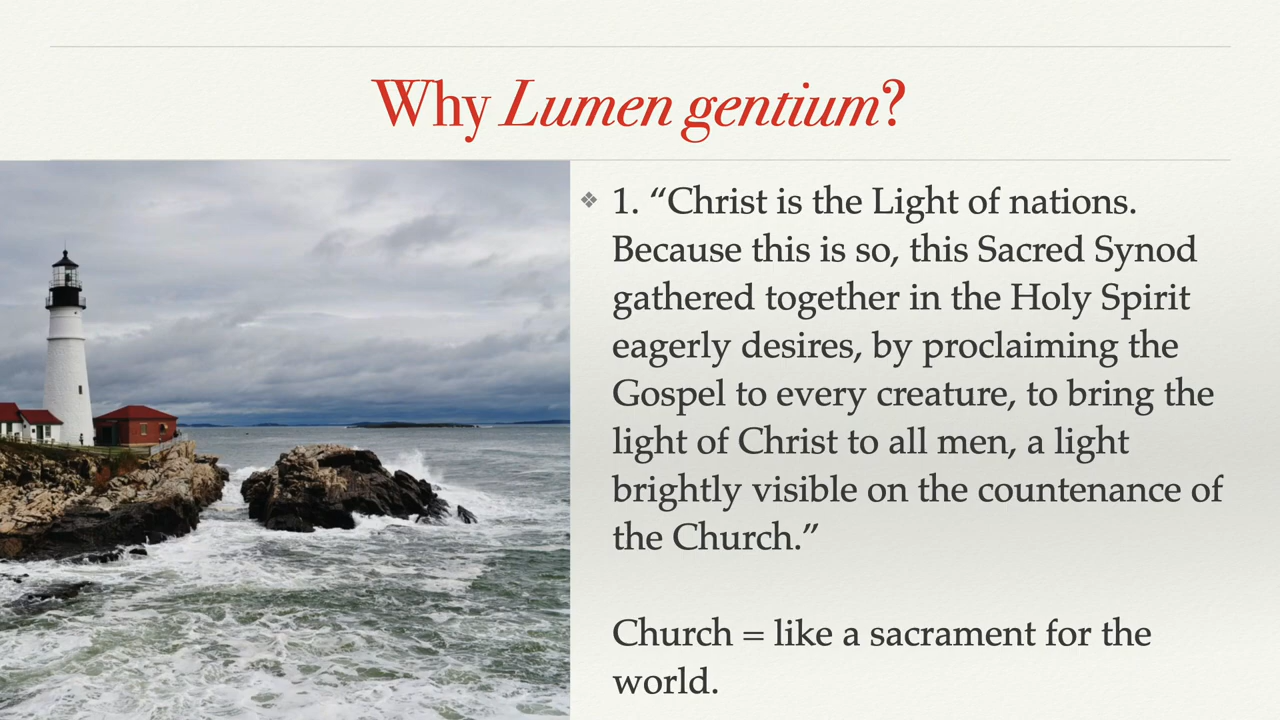 Why Lumen gentium?
❖ 1. “Christ is the Light of nations.
Because this is so, this Sacred Synod
gathered together in the Holy Spirit
eagerly desires, by proclaiming the
Gospel to every creature, to bring the
light of Christ to all men, a light
brightly visible on the countenance of
the Church.”
Church = like a sacrament for the
world.